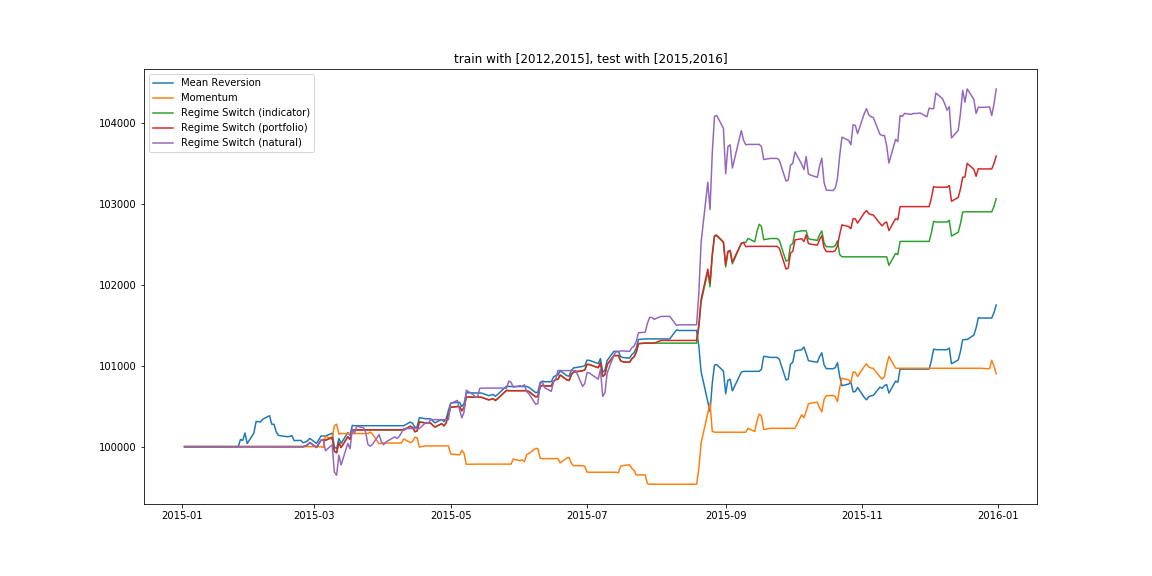 train with [2012,2015], test with [2015,2016]
Mean Reversion
Momentum
Regime Switch (indicator)
Regime Switch (portfolio)
Regime Switch (natural)
104000
103000
102000
101000
100000
2015-01
2015-03
2015-05
2015-07
2015-09
2015-11
2016-01